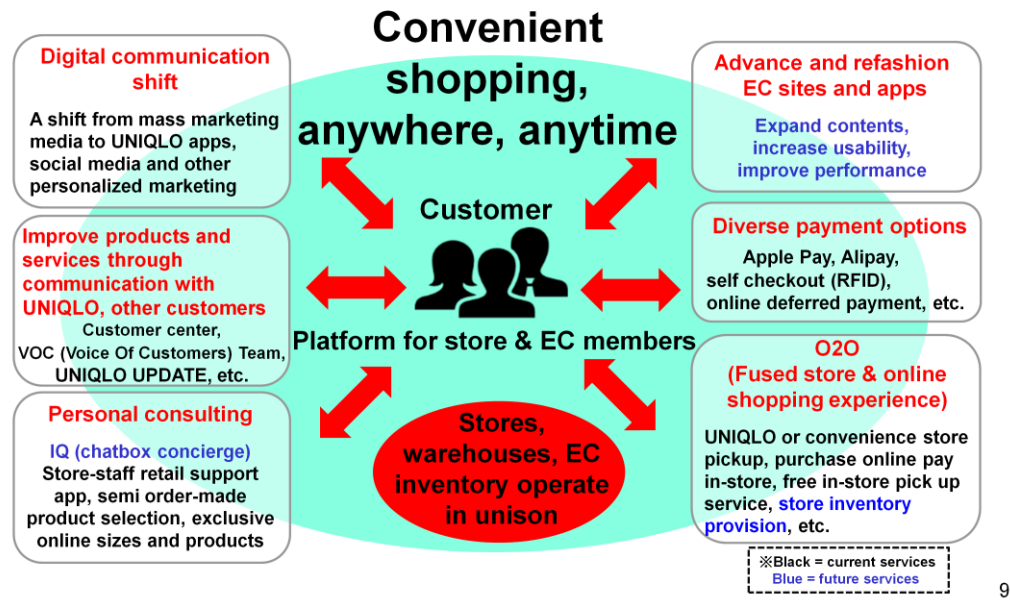 Convenient
shopping,
anywhere, anytime
Digital communication
shift
A shift from mass marketing
media to UNIQLO apps,
social media and other
personalized marketing
Improve products and
services through
communication with
UNIQLO, other customers
Customer center,
VOC (Voice Of Customers) Team,
UNIQLO UPDATE, etc.
Personal consulting
IQ (chatbox concierge)
Store-staff retail support
app, semi order-made
product selection, exclusive
online sizes and products
Customer
Platform for store & EC members
Stores,
warehouses, EC
inventory operate
in unison
Advance and refashion
EC sites and apps
Expand contents,
increase usability,
improve performance
Diverse payment options
Apple Pay, Alipay,
self checkout (RFID),
online deferred payment, etc.
O2O
(Fused store & online
shopping experience)
UNIQLO or convenience store
pickup, purchase online pay
in-store, free in-store pick up
service, store inventory
provision, etc.
※Black = current services
Blue = future services
9